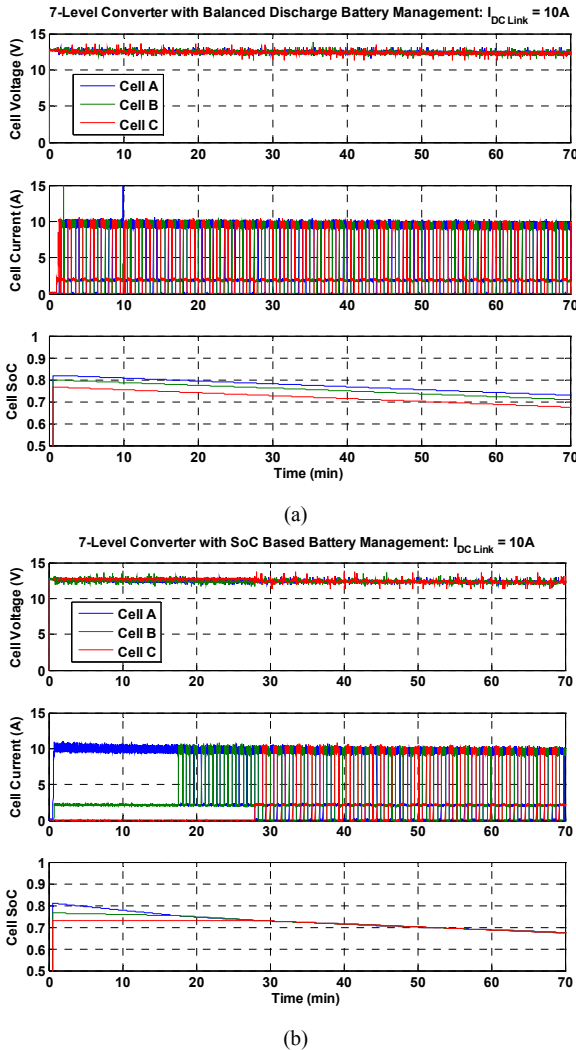 7-Level Converter with Balanced Discharge Battery Management: I DC Link = 10A
Cell Voltage (V)
15
10
5
0
Cell A
Cell B
Cell C
0 10 20 30 40 50 60 70
Cell Current (A)
15
10
5
0
0 10 20 30 40 50 60 70
Cell SoC
1
0.9
0.8
0.7
0.6
0.5
0 10 20 30 40 50 60 70
Time (min)
(a)
7-Level Converter with SoC Based Battery Management: I DC Link = 10A
Cell Voltage (V)
15
10
5
0
Cell A
Cell B
Cell C
0 10 20 30 40 50 60 70
Cell Current (A)
15
10
5
0
0 10 20 30 40 50 60 70
Cell SoC
1
0.9
0.8
0.7
0.6
0.5
0 10 20 30 40 50 60 70
Time (min)
(b)